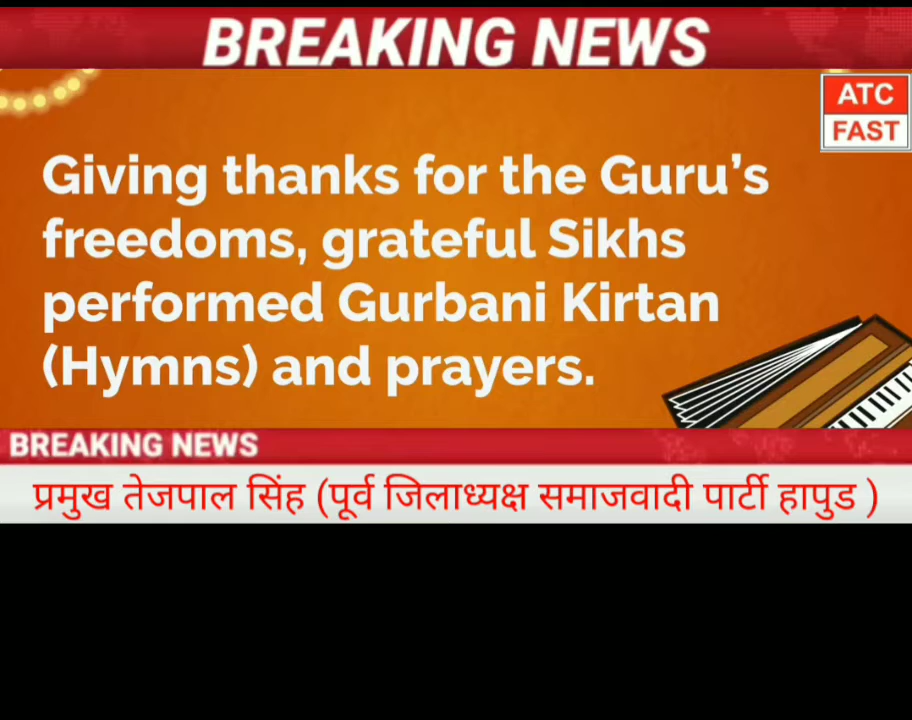 BREAKING NEWS
ATC
FAST
Giving thanks for the Guru’s
freedoms, grateful Sikhs
performed Gurbani Kirtan
(Hymns) and prayers.
BREAKING NEWS
प्रमुख तेजपाल सिंह (पूर्व जिलाध्यक्ष समाजवादी पार्टी हापुड )